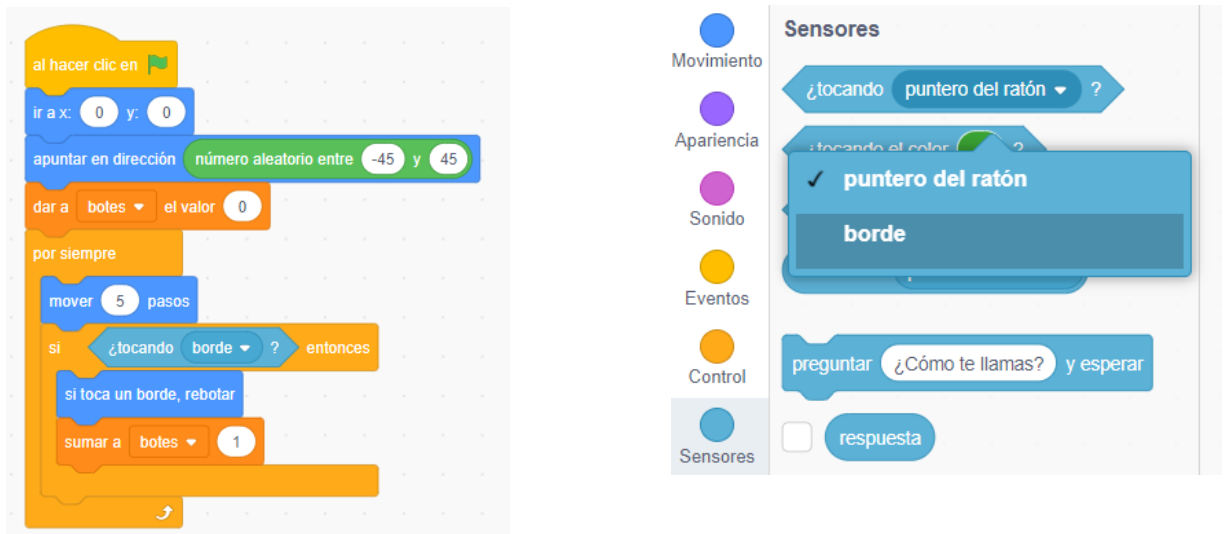 al hacer clic en
ir a x: 0 y: 0
apuntar en dirección número aleatorio entre -45 y 45
dar a botes el valor 0
por siempre
mover 5 pasos
si ¿tocando borde ? entonces
si toca un borde, rebotar
sumar a botes 1
Movimiento
Apariencia
Sonido
Eventos
Control
Sensores
Sensores
¿tocando puntero del ratón ?
¿tocando el color ?
puntero del ratón
borde
preguntar ¿Cómo te llamas? y esperar
respuesta